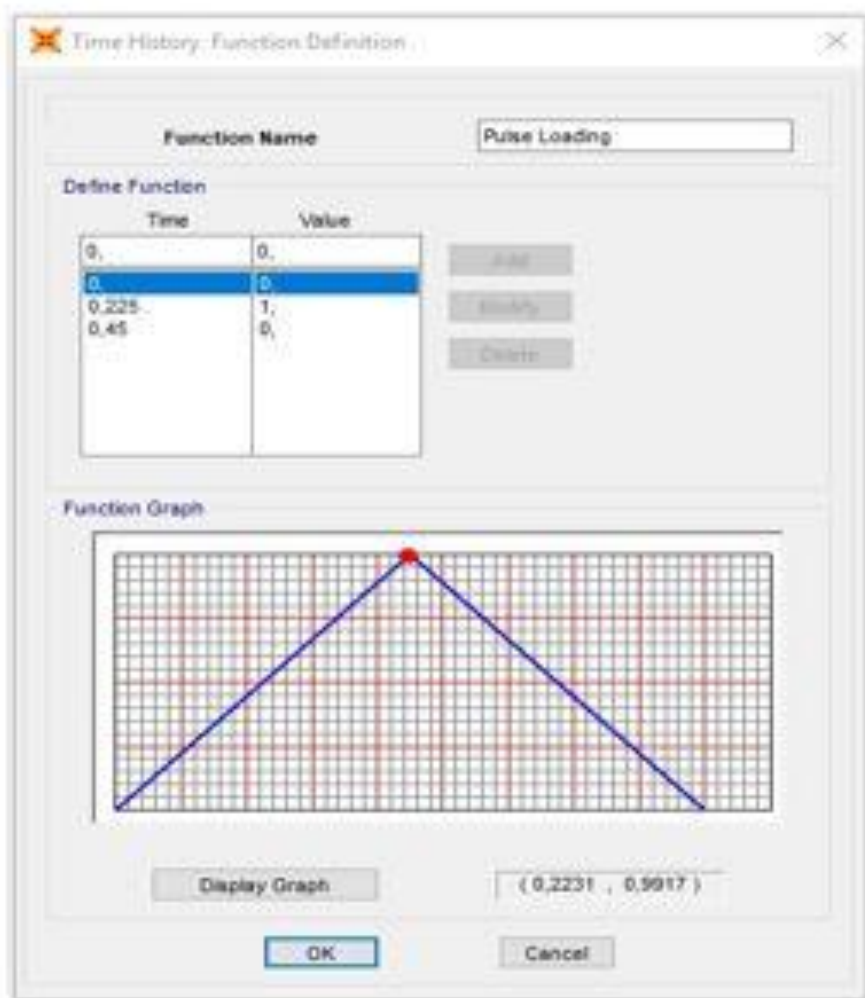 Time History Function Definition
Function Name
Pulse Loading
Define Function
Time Value
0, 0,
0, 0,
0,225 1,
0,45 0,
Add
Modify
Delete
Function Graph
Display Graph
( 0,2231 , 0,9917 )
OK
Cancel